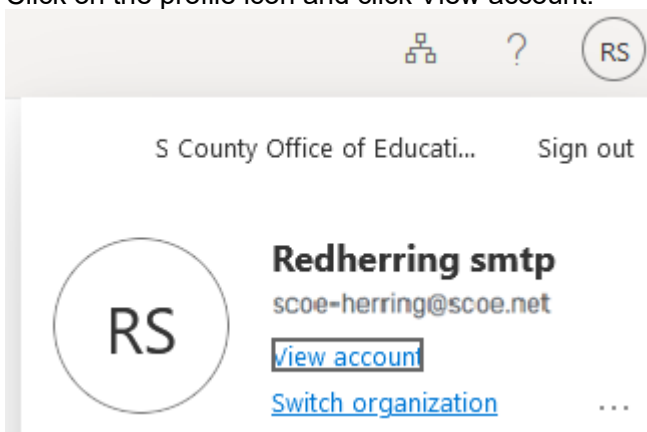 Click on the profile icon and click View account.
?
RS
S County Office of Educati...
Sign out
Redherring smtp
RS
scoe-herring@scoe.net
View account
Switch organization
...